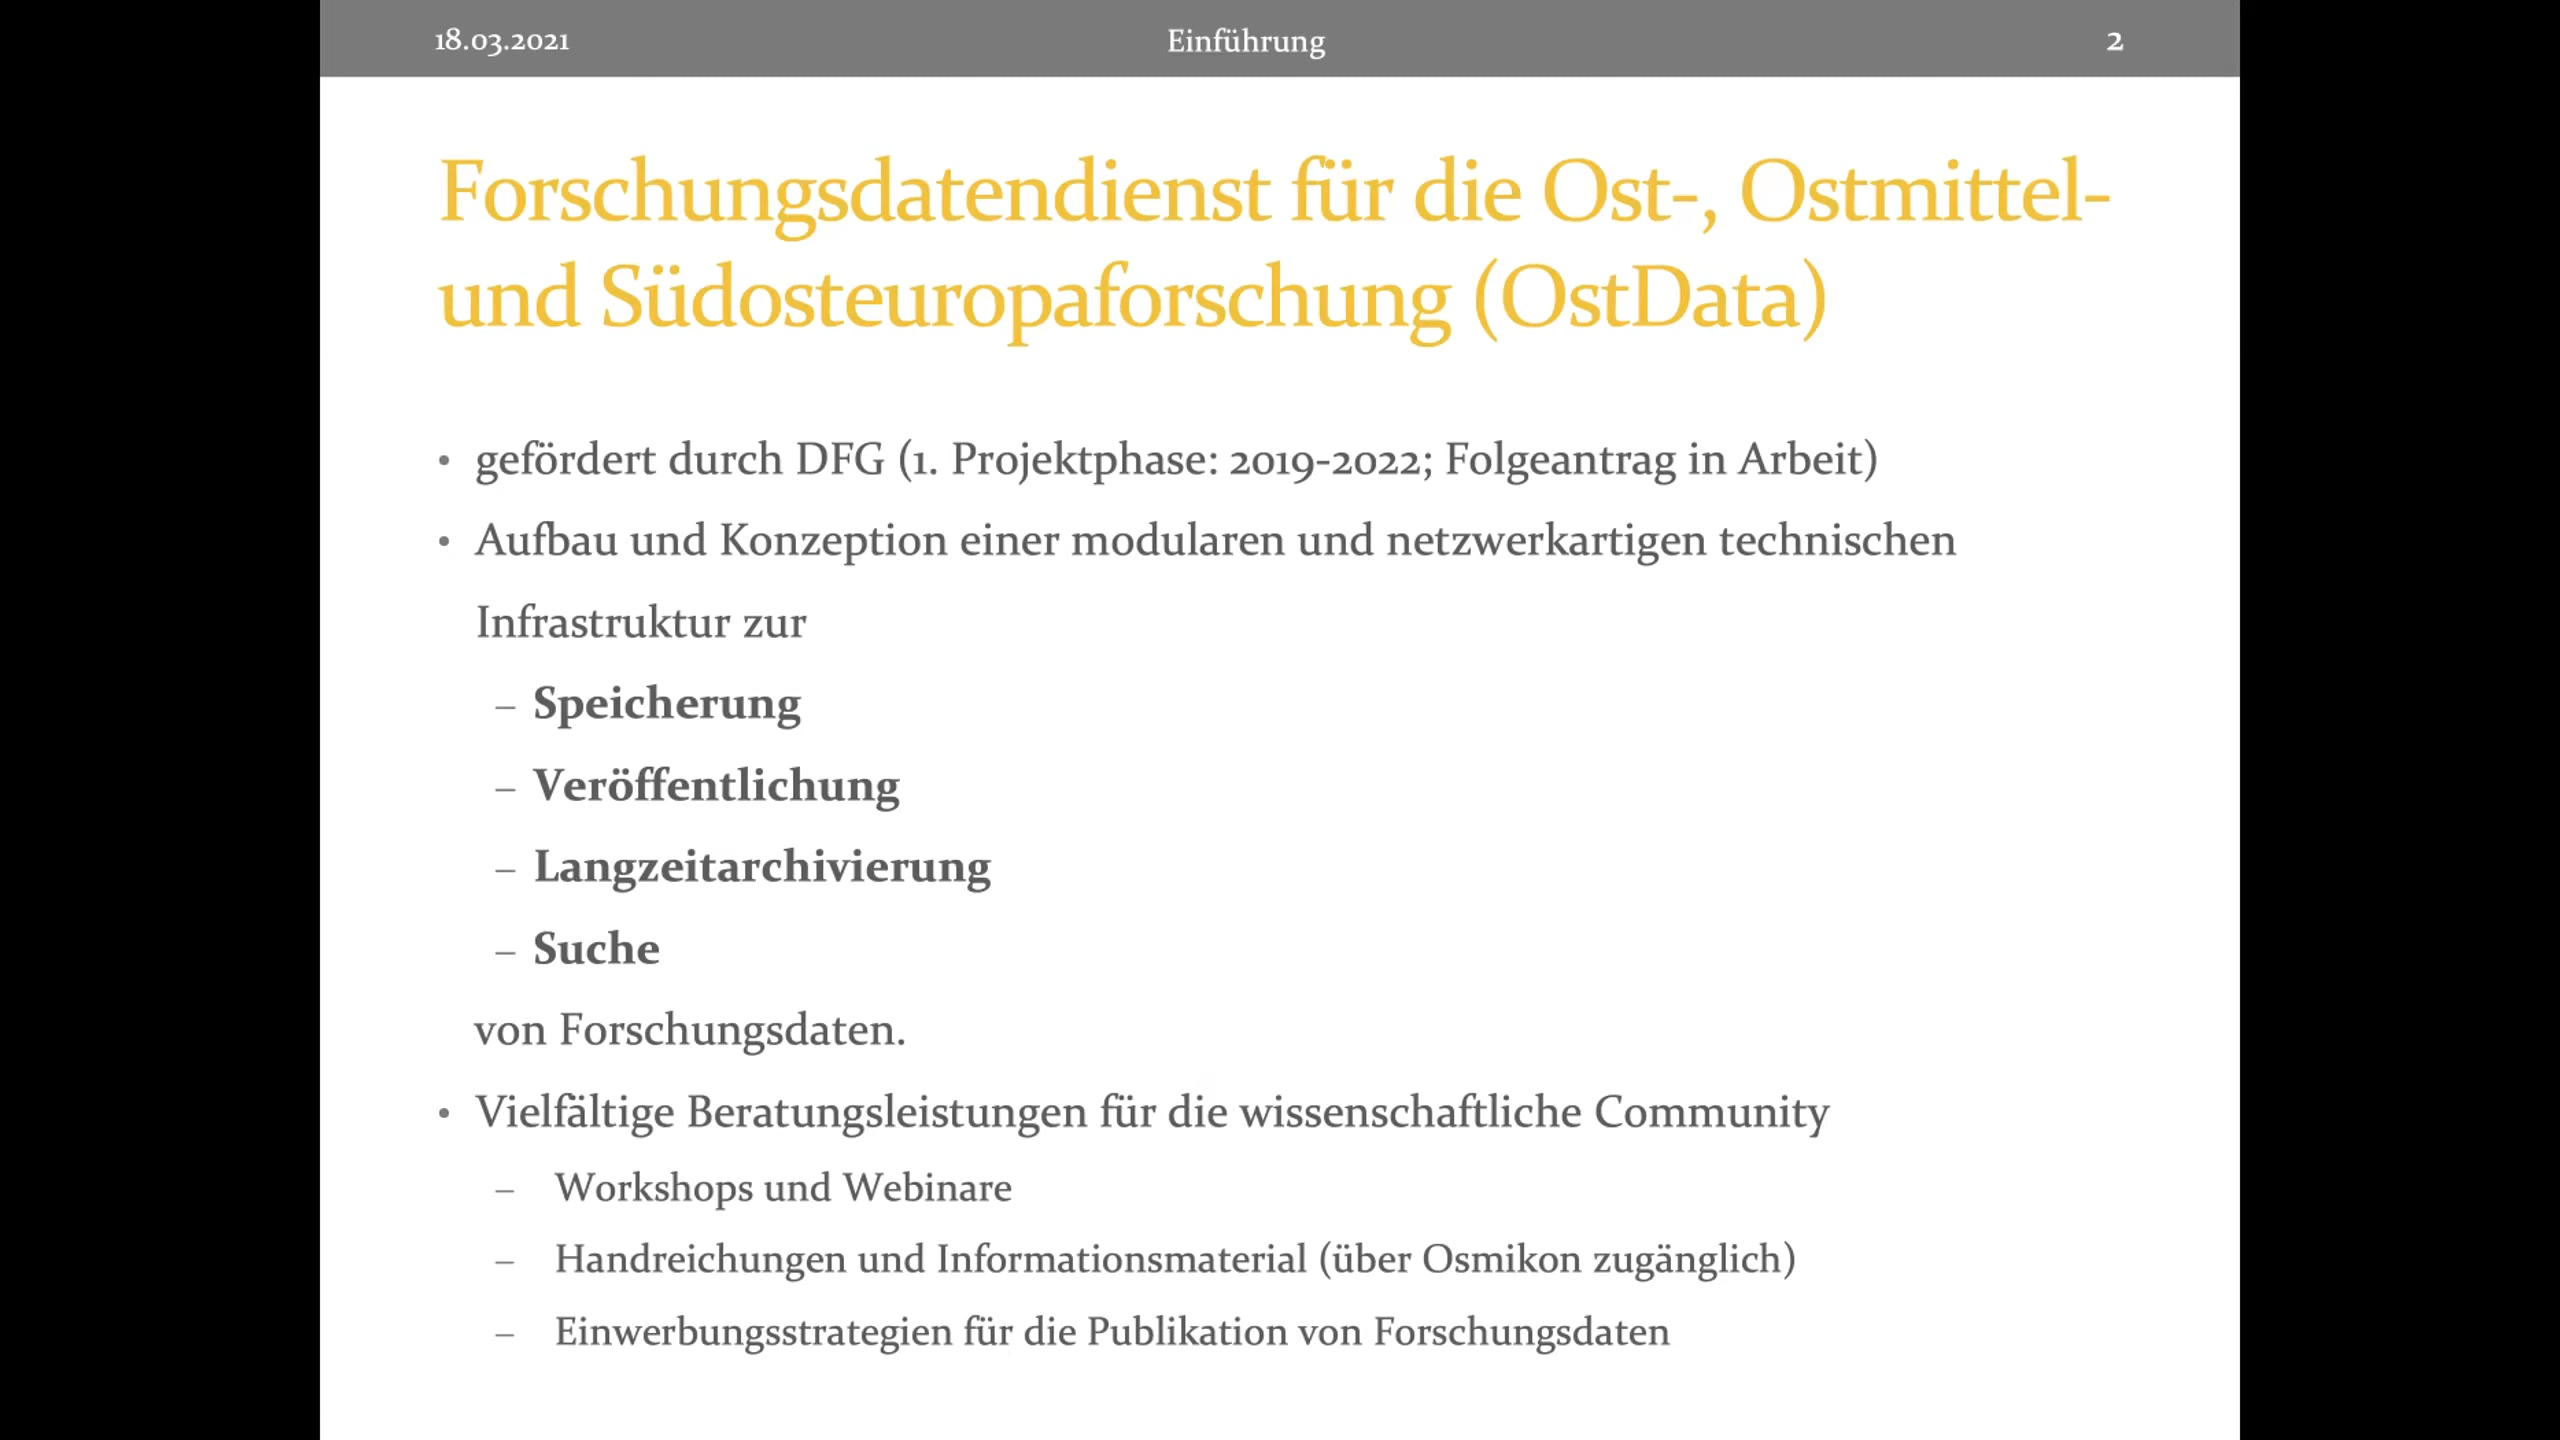 18.03.2021
Einführung
2
Forschungsdatendienst für die Ost-, Ostmittel-
und Südosteuropaforschung (OstData)
• gefördert durch DFG (1. Projektphase: 2019-2022; Folgeantrag in Arbeit)
• Aufbau und Konzeption einer modularen und netzwerkartigen technischen
Infrastruktur zur
– Speicherung
– Veröffentlichung
– Langzeitarchivierung
– Suche
von Forschungsdaten.
• Vielfältige Beratungsleistungen für die wissenschaftliche Community
– Workshops und Webinare
– Handreichungen und Informationsmaterial (über Osmikon zugänglich)
– Einwerbungsstrategien für die Publikation von Forschungsdaten